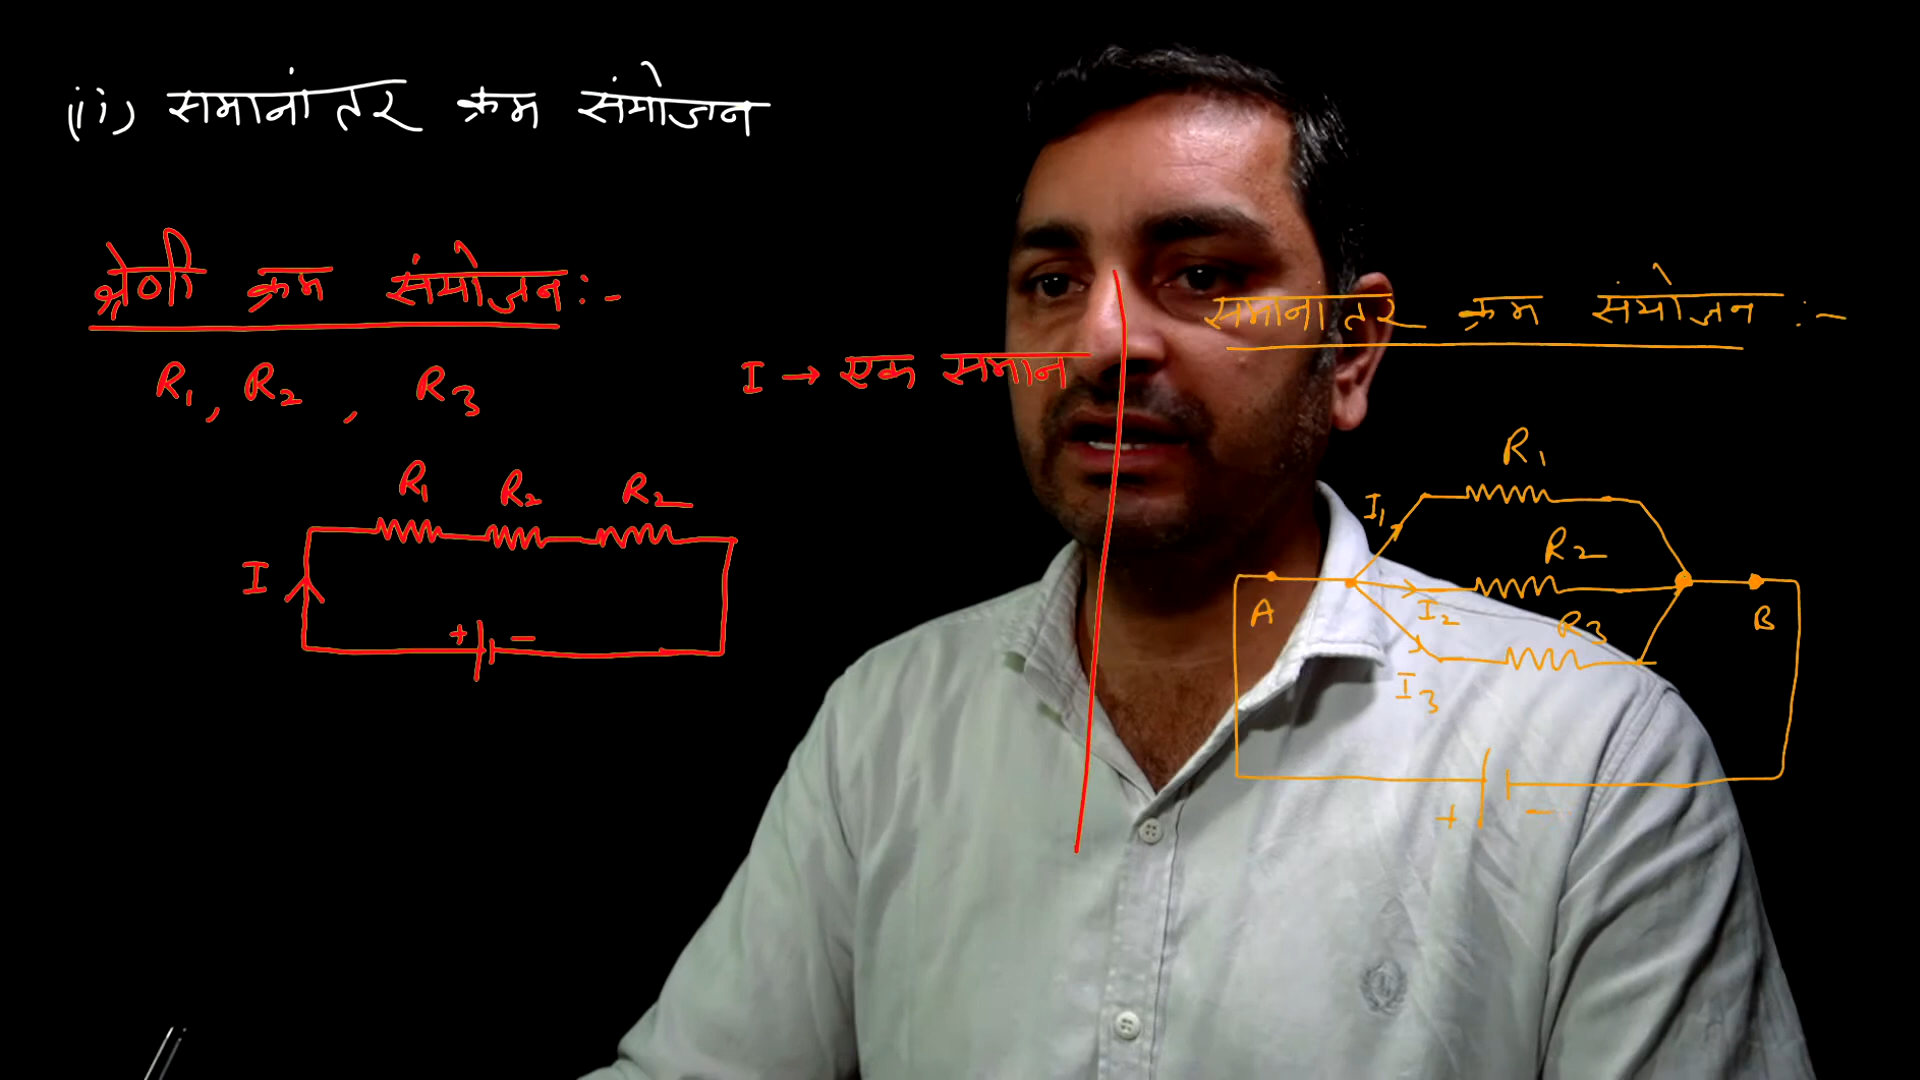 (ii) समानांतर क्रम संयोजन
श्रेणी क्रम संयोजन :-
R1, R2, R3
I → एक समान
R1 R2 R2
I
+ -
समानांतर क्रम संयोजन :-
R1
I1
R2
A I2 R3 B
I3
+ -